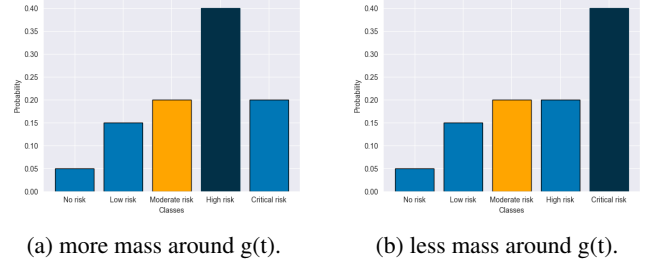 0.40
0.35
0.30
0.25
0.20
0.15
0.10
0.05
0.00
Probability
No risk Low risk Moderate risk High risk Critical risk
Classes
(a) more mass around g(t).
0.40
0.35
0.30
0.25
0.20
0.15
0.10
0.05
0.00
Probability
No risk Low risk Moderate risk High risk Critical risk
Classes
(b) less mass around g(t).